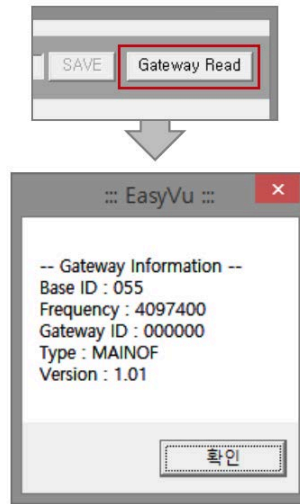 SAVE
Gateway Read
::: EasyVu :::
-- Gateway Information --
Base ID : 055
Frequency : 4097400
Gateway ID : 000000
Type : MAINOF
Version : 1.01
확인